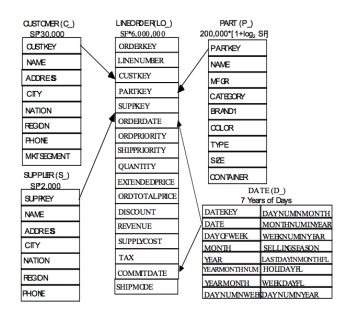 CUSTOMER (C_)
SF*30,000
CUSTKEY
NAME
ADDRESS
CITY
NATION
REGION
PHONE
MKTSEGMENT
SUPPLIER (S_)
SF*2,000
SUPPKEY
NAME
ADDRESS
CITY
NATION
REGION
PHONE
LINEORDER(LO_)
SF*6,000,000
ORDERKEY
LINENUMBER
CUSTKEY
PARTKEY
SUPPKEY
ORDERDATE
ORDPRIORITY
SHIPPRIORITY
QUANTITY
EXTENDEDPRICE
ORDTOTALPRICE
DISCOUNT
REVENUE
SUPPLYCOST
TAX
COMMITDATE
SHIPMODE
PART (P_)
200,000*[1+log₂ SF]
PARTKEY
NAME
MFGR
CATEGORY
BRAND1
COLOR
TYPE
SIZE
CONTAINER
DATE (D_)
7 Years of Days
DATEKEY DAYNUMNMONTH
DATE MONTHNUMINYEAR
DAYOFWEEK WEEKNUMINYEAR
MONTH SELLINGSEASON
YEAR LASTDAYINMONTHFL
YEARMONTHNUM HOLIDAYFL
YEARMONTH WEEKDAYFL
DAYNUMNWEEK DAYNUMINYEAR